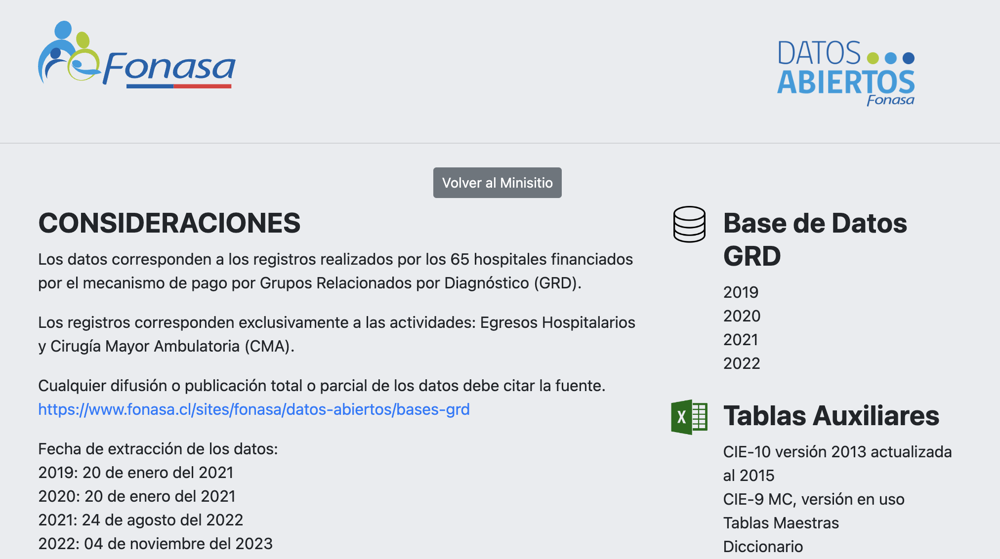 Fonasa
DATOS
ABIERTOS
Fonasa
Volver al Minisitio
CONSIDERACIONES
Los datos corresponden a los registros realizados por los 65 hospitales financiados
por el mecanismo de pago por Grupos Relacionados por Diagnóstico (GRD).
Los registros corresponden exclusivamente a las actividades: Egresos Hospitalarios
y Cirugía Mayor Ambulatoria (CMA).
Cualquier difusión o publicación total o parcial de los datos debe citar la fuente.
https://www.fonasa.cl/sites/fonasa/datos-abiertos/bases-grd
Fecha de extracción de los datos:
2019: 20 de enero del 2021
2020: 20 de enero del 2021
2021: 24 de agosto del 2022
2022: 04 de noviembre del 2023
Base de Datos
GRD
2019
2020
2021
2022
X
Tablas Auxiliares
CIE-10 versión 2013 actualizada
al 2015
CIE-9 MC, versión en uso
Tablas Maestras
Diccionario